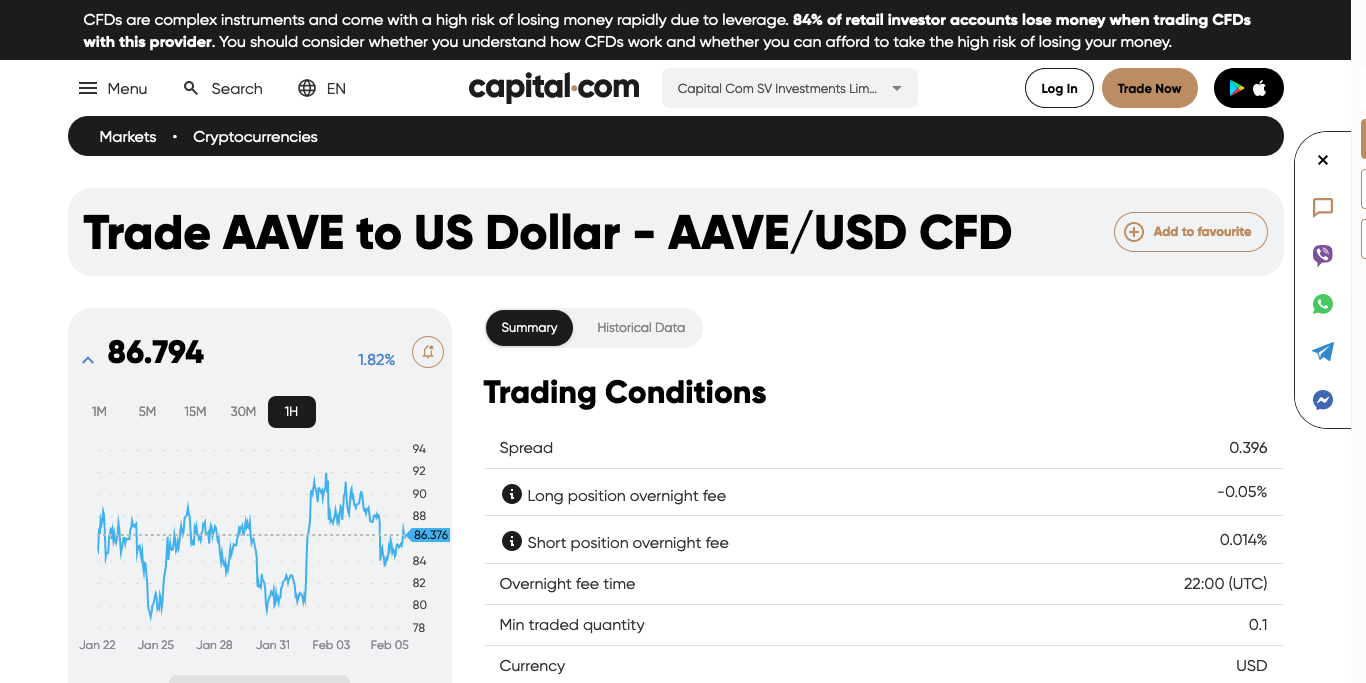 CFDs are complex instruments and come with a high risk of losing money rapidly due to leverage. 84% of retail investor accounts lose money when trading CFDs
with this provider. You should consider whether you understand how CFDs work and whether you can afford to take the high risk of losing your money.
Menu Search EN capital.com Capital Com SV Investments Lim... Log In Trade Now
Markets • Cryptocurrencies
Trade AAVE to US Dollar - AAVE/USD CFD Add to favourite
86.794 1.82%
1M 5M 15M 30M 1H
94
92
90
88
86.376
84
82
80
78
Jan 22 Jan 25 Jan 28 Jan 31 Feb 03 Feb 05
Summary Historical Data
Trading Conditions
Spread 0.396
Long position overnight fee -0.05%
Short position overnight fee 0.014%
Overnight fee time 22:00 (UTC)
Min traded quantity 0.1
Currency USD